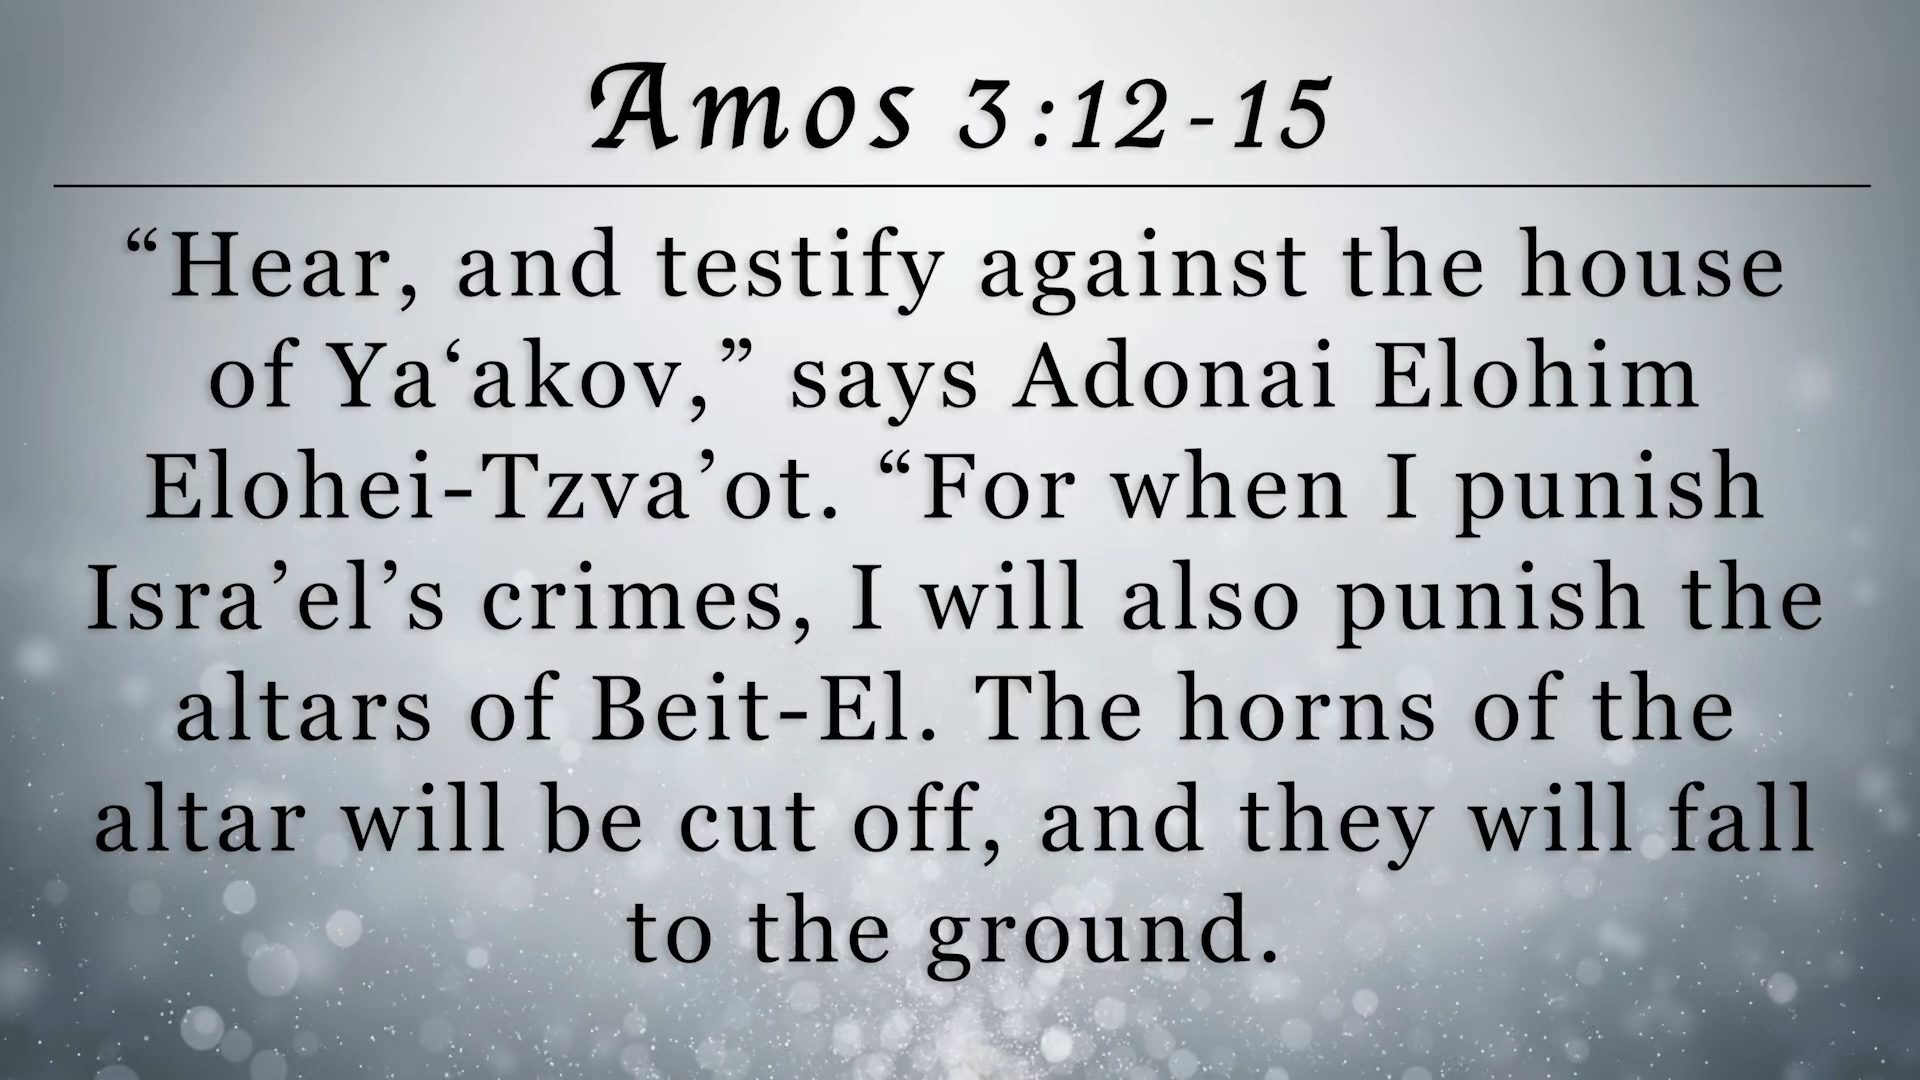 Amos 3:12-15
“Hear, and testify against the house
of Ya‘akov,” says Adonai Elohim
Elohei-Tzva’ot. “For when I punish
Isra’el’s crimes, I will also punish the
altars of Beit-El. The horns of the
altar will be cut off, and they will fall
to the ground.